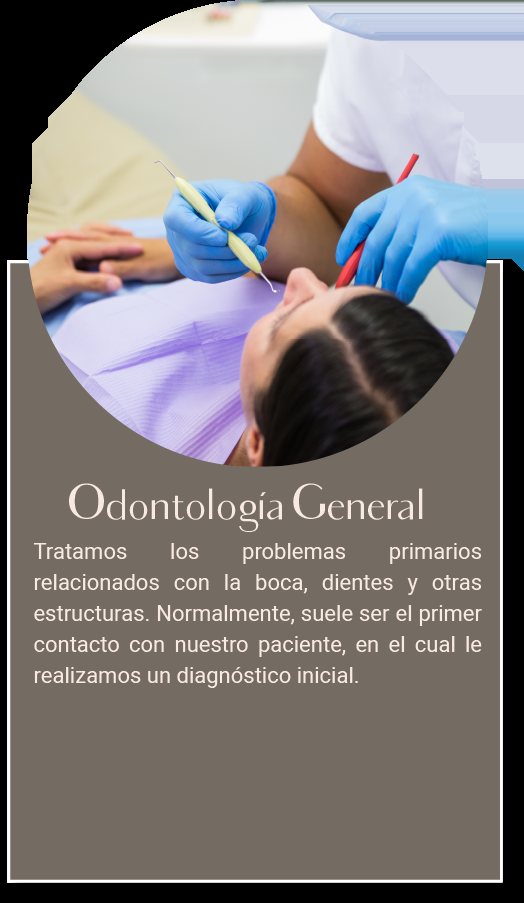 Odontología General
Tratamos los problemas primarios
relacionados con la boca, dientes y otras
estructuras. Normalmente, suele ser el primer
contacto con nuestro paciente, en el cual le
realizamos un diagnóstico inicial.